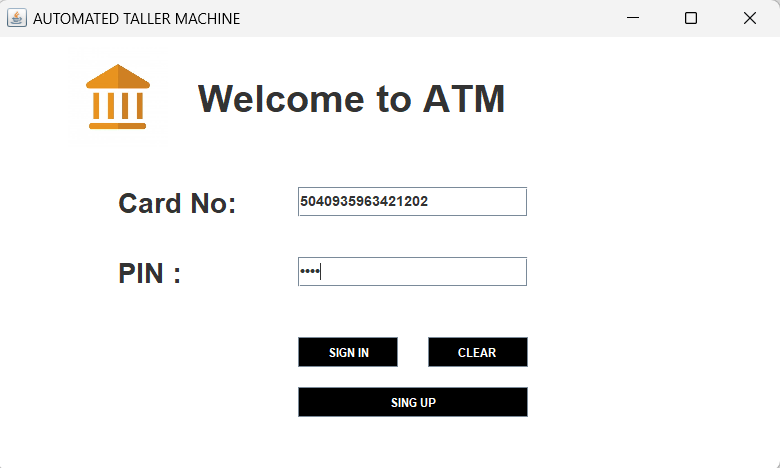 AUTOMATED TALLER MACHINE
Welcome to ATM
Card No: 5040935963421202
PIN : ••••
SIGN IN CLEAR
SING UP